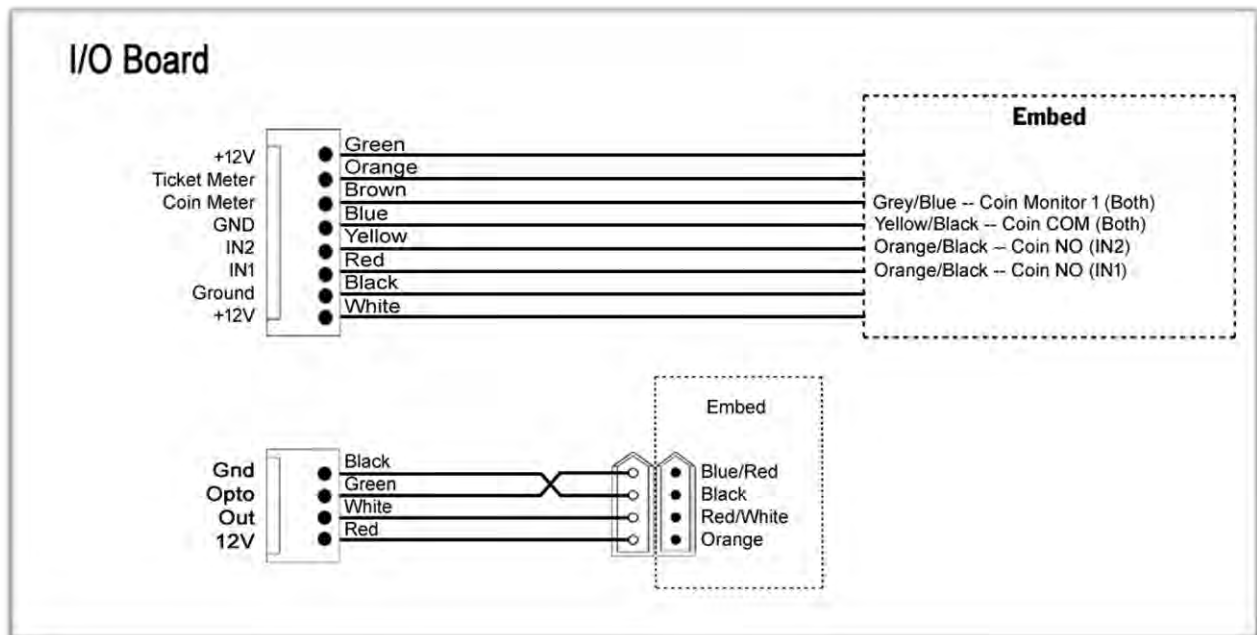 I/O Board
Embed
+12V
Green
Ticket Meter
Orange
Coin Meter
Brown
Grey/Blue -- Coin Monitor 1 (Both)
GND
Blue
Yellow/Black -- Coin COM (Both)
IN2
Yellow
Orange/Black -- Coin NO (IN2)
IN1
Red
Orange/Black -- Coin NO (IN1)
Ground
Black
+12V
White
Embed
Gnd
Black
Blue/Red
Opto
Green
Black
Out
White
Red/White
12V
Red
Orange